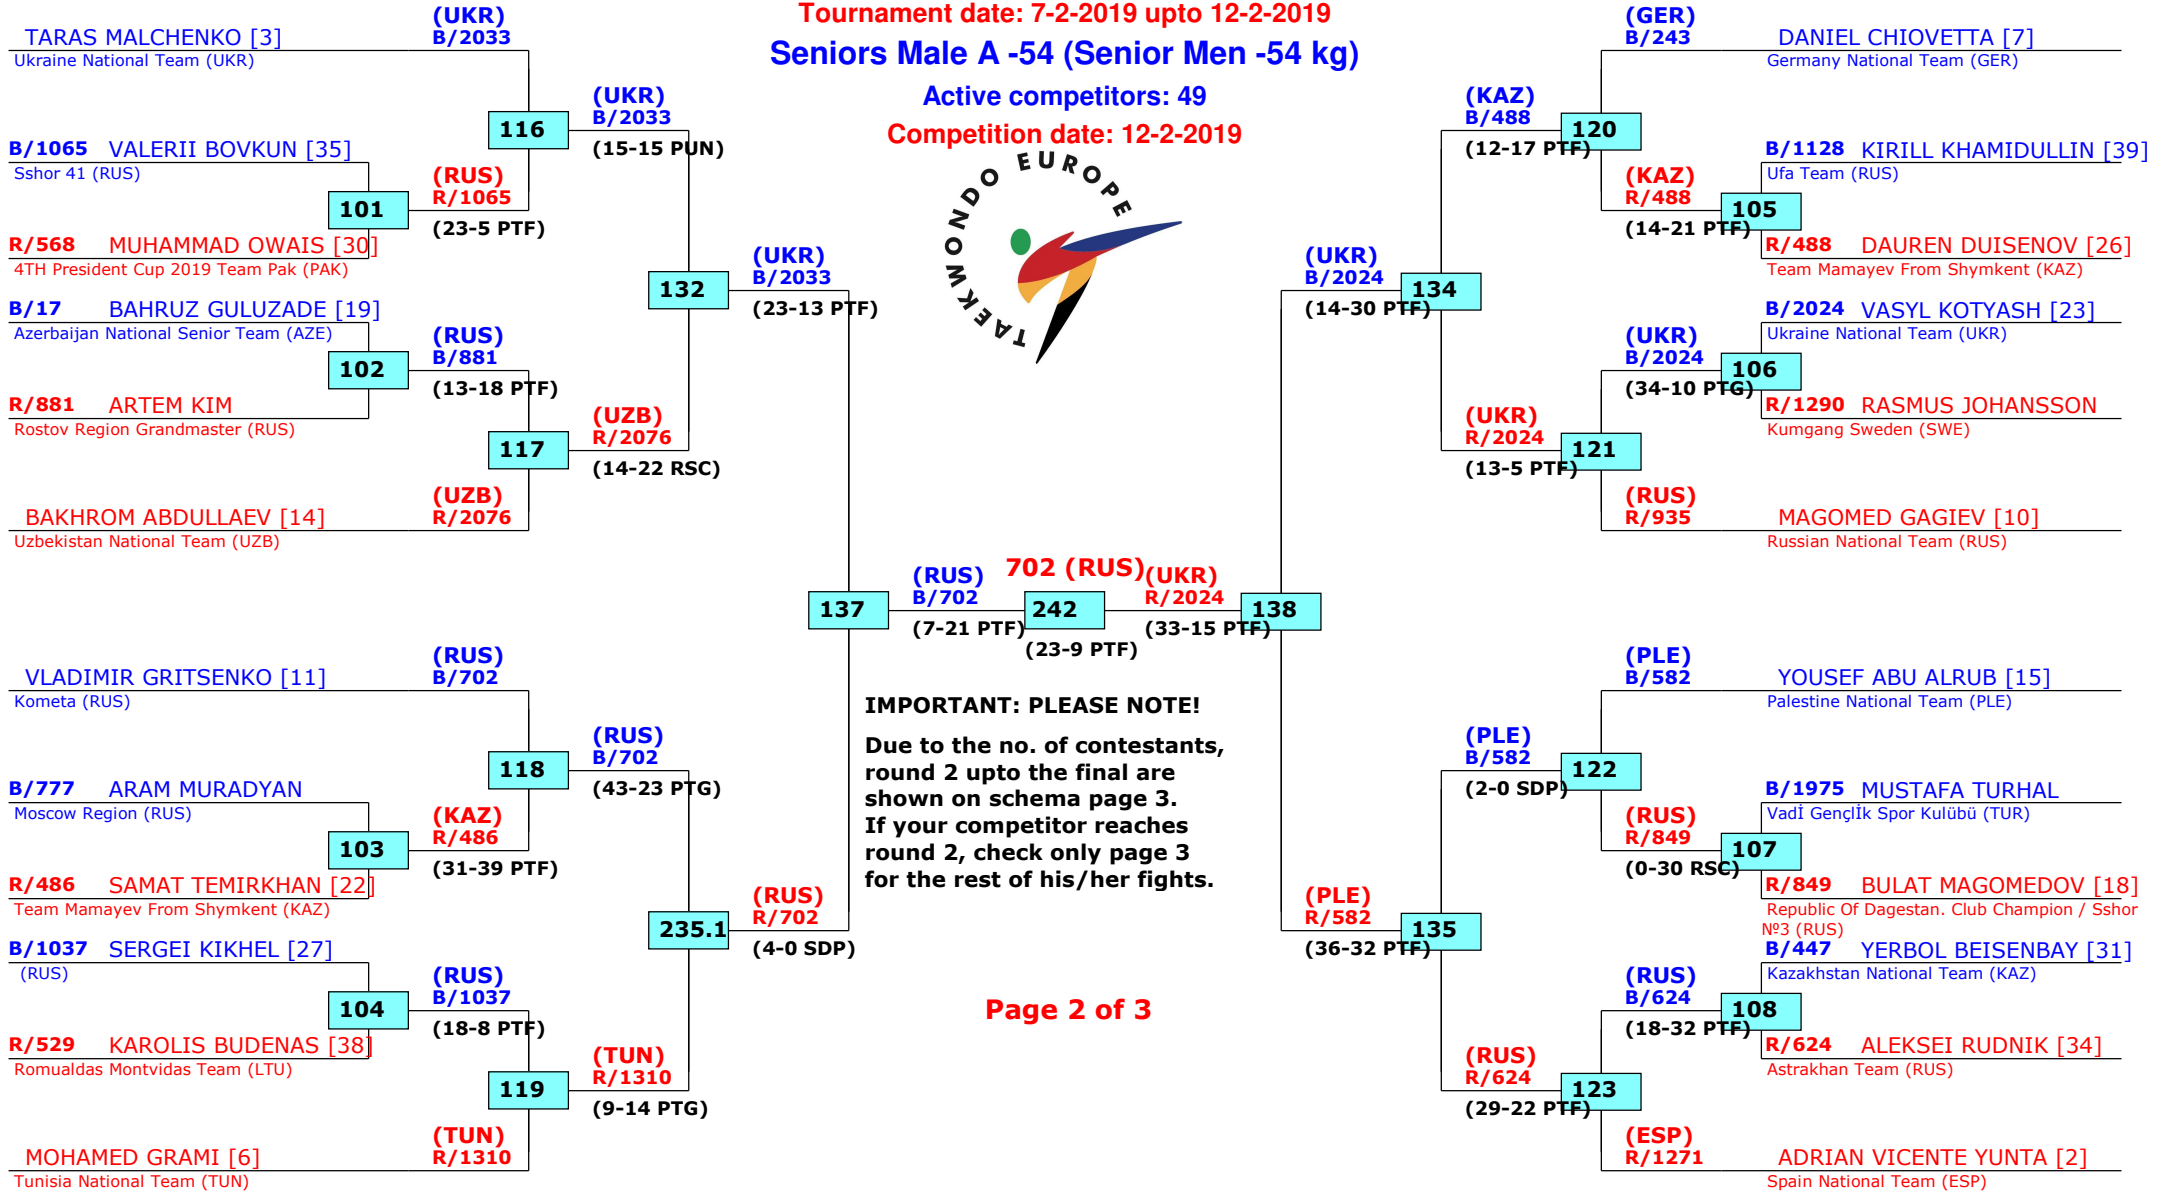 Tournament date: 7-2-2019 upto 12-2-2019
Seniors Male A -54 (Senior Men -54 kg)
Active competitors: 49
Competition date: 12-2-2019
TAEKWONDO EUROPE
TARAS MALCHENKO [3]
Ukraine National Team (UKR)
(UKR)
B/2033
B/1065 VALERII BOVKUN [35]
Sshor 41 (RUS)
101
R/568 MUHAMMAD OWAIS [30]
4TH President Cup 2019 Team Pak (PAK)
(RUS)
R/1065
(23-5 PTF)
116
(UKR)
B/2033
(15-15 PUN)
B/17 BAHRUZ GULUZADE [19]
Azerbaijan National Senior Team (AZE)
102
R/881 ARTEM KIM
Rostov Region Grandmaster (RUS)
(RUS)
B/881
(13-18 PTF)
117
BAKHROM ABDULLAEV [14]
Uzbekistan National Team (UZB)
(UZB)
R/2076
(UZB)
R/2076
(14-22 RSC)
132
(UKR)
B/2033
(23-13 PTF)
VLADIMIR GRITSENKO [11]
Kometa (RUS)
(RUS)
B/702
B/777 ARAM MURADYAN
Moscow Region (RUS)
103
R/486 SAMAT TEMIRKHAN [22]
Team Mamayev From Shymkent (KAZ)
(KAZ)
R/486
(31-39 PTF)
118
(RUS)
B/702
(43-23 PTG)
B/1037 SERGEI KIKHEL [27]
(RUS)
104
R/529 KAROLIS BUDENAS [38]
Romualdas Montvidas Team (LTU)
(RUS)
B/1037
(18-8 PTF)
119
MOHAMED GRAMI [6]
Tunisia National Team (TUN)
(TUN)
R/1310
(TUN)
R/1310
(9-14 PTG)
235.1
(RUS)
R/702
(4-0 SDP)
137
(RUS)
B/702
(7-21 PTF)
702 (RUS)
242
(23-9 PTF)
(UKR)
R/2024
(33-15 PTF)
138
IMPORTANT: PLEASE NOTE!
Due to the no. of contestants,
round 2 upto the final are
shown on schema page 3.
If your competitor reaches
round 2, check only page 3
for the rest of his/her fights.
Page 2 of 3
(GER)
B/243
DANIEL CHIOVETTA [7]
Germany National Team (GER)
(KAZ)
B/488
(12-17 PTF)
120
B/1128 KIRILL KHAMIDULLIN [39]
Ufa Team (RUS)
(KAZ)
R/488
(14-21 PTF)
105
R/488 DAUREN DUISENOV [26]
Team Mamayev From Shymkent (KAZ)
(UKR)
B/2024
(14-30 PTF)
134
B/2024 VASYL KOTYASH [23]
Ukraine National Team (UKR)
(UKR)
B/2024
(34-10 PTG)
106
R/1290 RASMUS JOHANSSON
Kumgang Sweden (SWE)
(UKR)
R/2024
(13-5 PTF)
121
(RUS)
R/935
MAGOMED GAGIEV [10]
Russian National Team (RUS)
(PLE)
B/582
YOUSEF ABU ALRUB [15]
Palestine National Team (PLE)
(PLE)
B/582
(2-0 SDP)
122
B/1975 MUSTAFA TURHAL
Vadİ Gençlİk Spor Kulübü (TUR)
(RUS)
R/849
(0-30 RSC)
107
R/849 BULAT MAGOMEDOV [18]
Republic Of Dagestan. Club Champion / Sshor
№3 (RUS)
(PLE)
R/582
(36-32 PTF)
135
B/447 YERBOL BEISENBAY [31]
Kazakhstan National Team (KAZ)
(RUS)
B/624
(18-32 PTF)
108
R/624 ALEKSEI RUDNIK [34]
Astrakhan Team (RUS)
(RUS)
R/624
(29-22 PTF)
123
(ESP)
R/1271
ADRIAN VICENTE YUNTA [2]
Spain National Team (ESP)